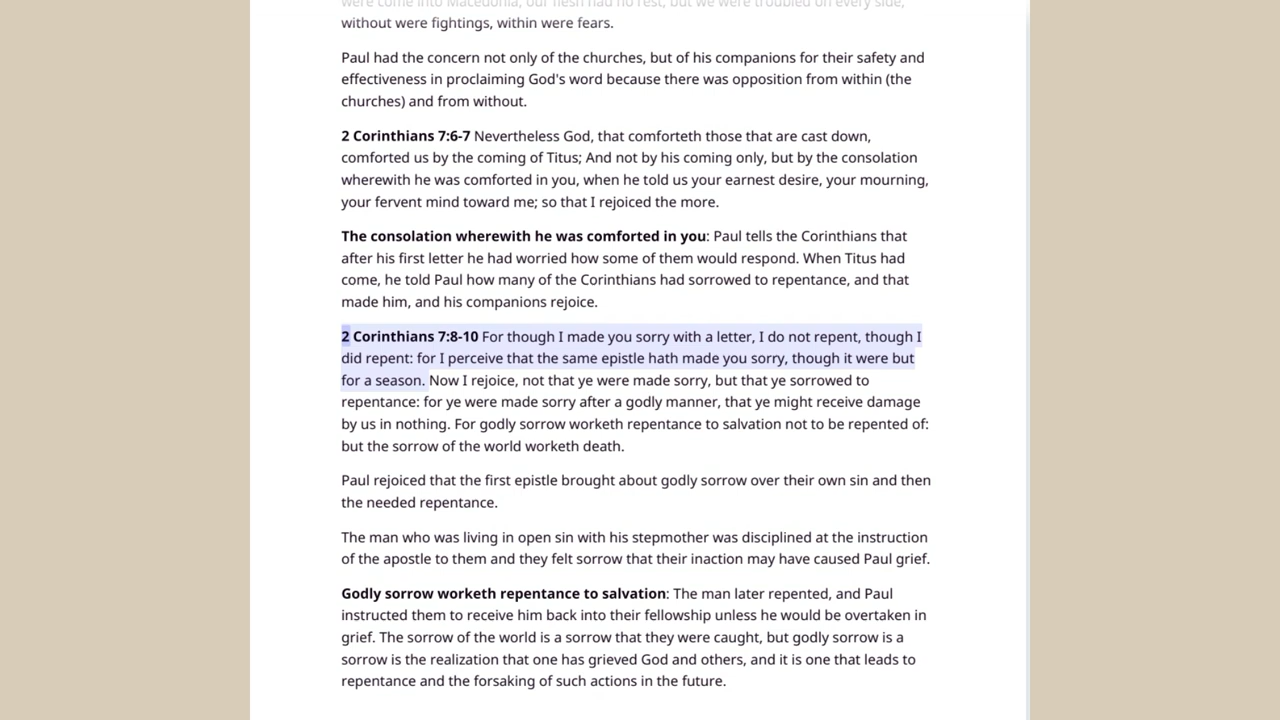 were come into Macedonia, our flesh had no rest, but we were troubled on every side,
without were fightings, within were fears.
Paul had the concern not only of the churches, but of his companions for their safety and
effectiveness in proclaiming God's word because there was opposition from within (the
churches) and from without.
2 Corinthians 7:6-7 Nevertheless God, that comforteth those that are cast down,
comforted us by the coming of Titus; And not by his coming only, but by the consolation
wherewith he was comforted in you, when he told us your earnest desire, your mourning,
your fervent mind toward me; so that I rejoiced the more.
The consolation wherewith he was comforted in you: Paul tells the Corinthians that
after his first letter he had worried how some of them would respond. When Titus had
come, he told Paul how many of the Corinthians had sorrowed to repentance, and that
made him, and his companions rejoice.
2 Corinthians 7:8-10 For though I made you sorry with a letter, I do not repent, though I
did repent: for I perceive that the same epistle hath made you sorry, though it were but
for a season. Now I rejoice, not that ye were made sorry, but that ye sorrowed to
repentance: for ye were made sorry after a godly manner, that ye might receive damage
by us in nothing. For godly sorrow worketh repentance to salvation not to be repented of:
but the sorrow of the world worketh death.
Paul rejoiced that the first epistle brought about godly sorrow over their own sin and then
the needed repentance.
The man who was living in open sin with his stepmother was disciplined at the instruction
of the apostle to them and they felt sorrow that their inaction may have caused Paul grief.
Godly sorrow worketh repentance to salvation: The man later repented, and Paul
instructed them to receive him back into their fellowship unless he would be overtaken in
grief. The sorrow of the world is a sorrow that they were caught, but godly sorrow is a
sorrow is the realization that one has grieved God and others, and it is one that leads to
repentance and the forsaking of such actions in the future.